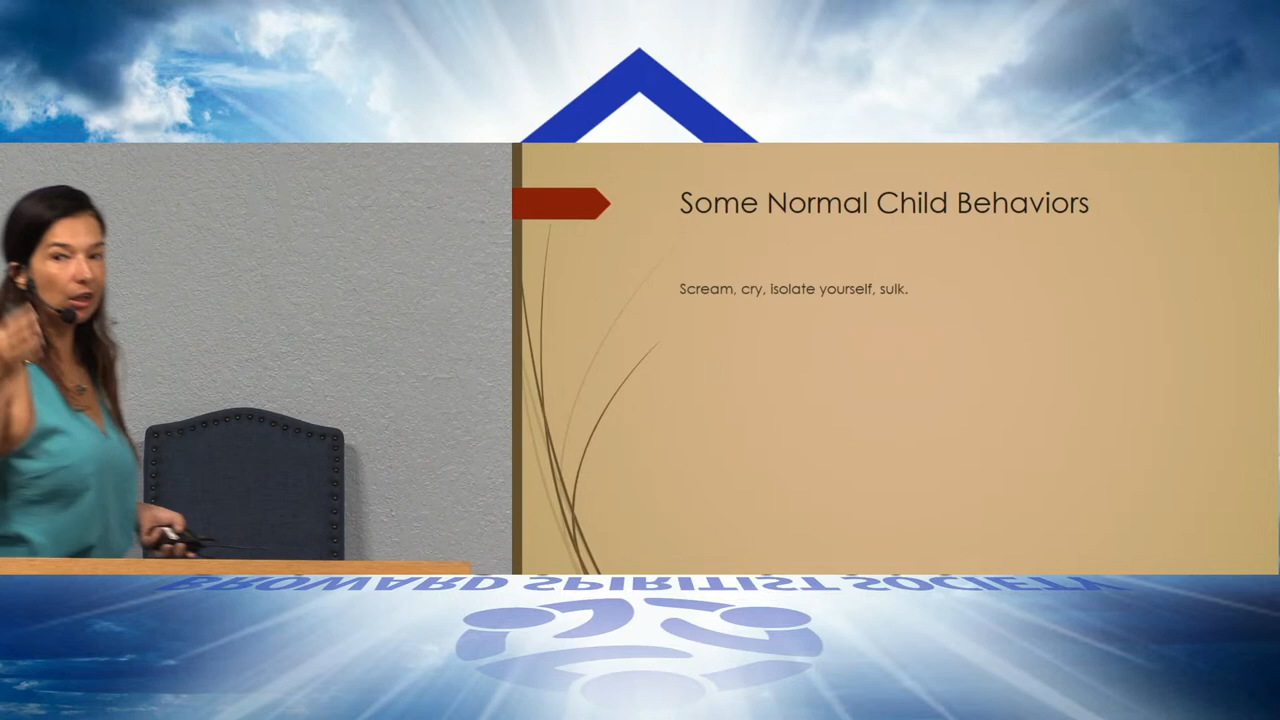 Some Normal Child Behaviors
Scream, cry, isolate yourself, sulk.
BROWARD SPIRITIST SOCIETY